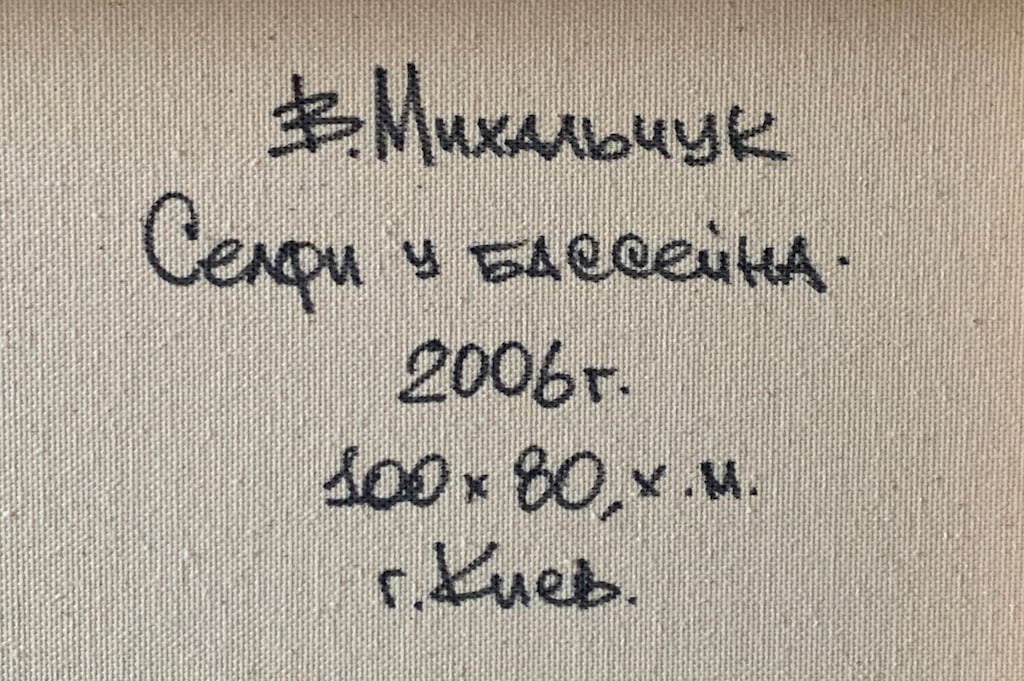 В. Михальчук
Селфи у бассейна.
2006г.
100 x 80, х.м.
г. Киев.